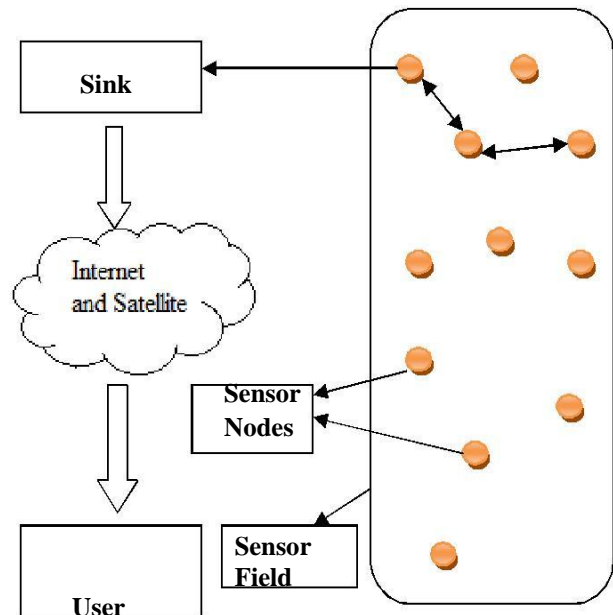 Sink
Internet
and Satellite
Sensor
Nodes
Sensor
Field
User